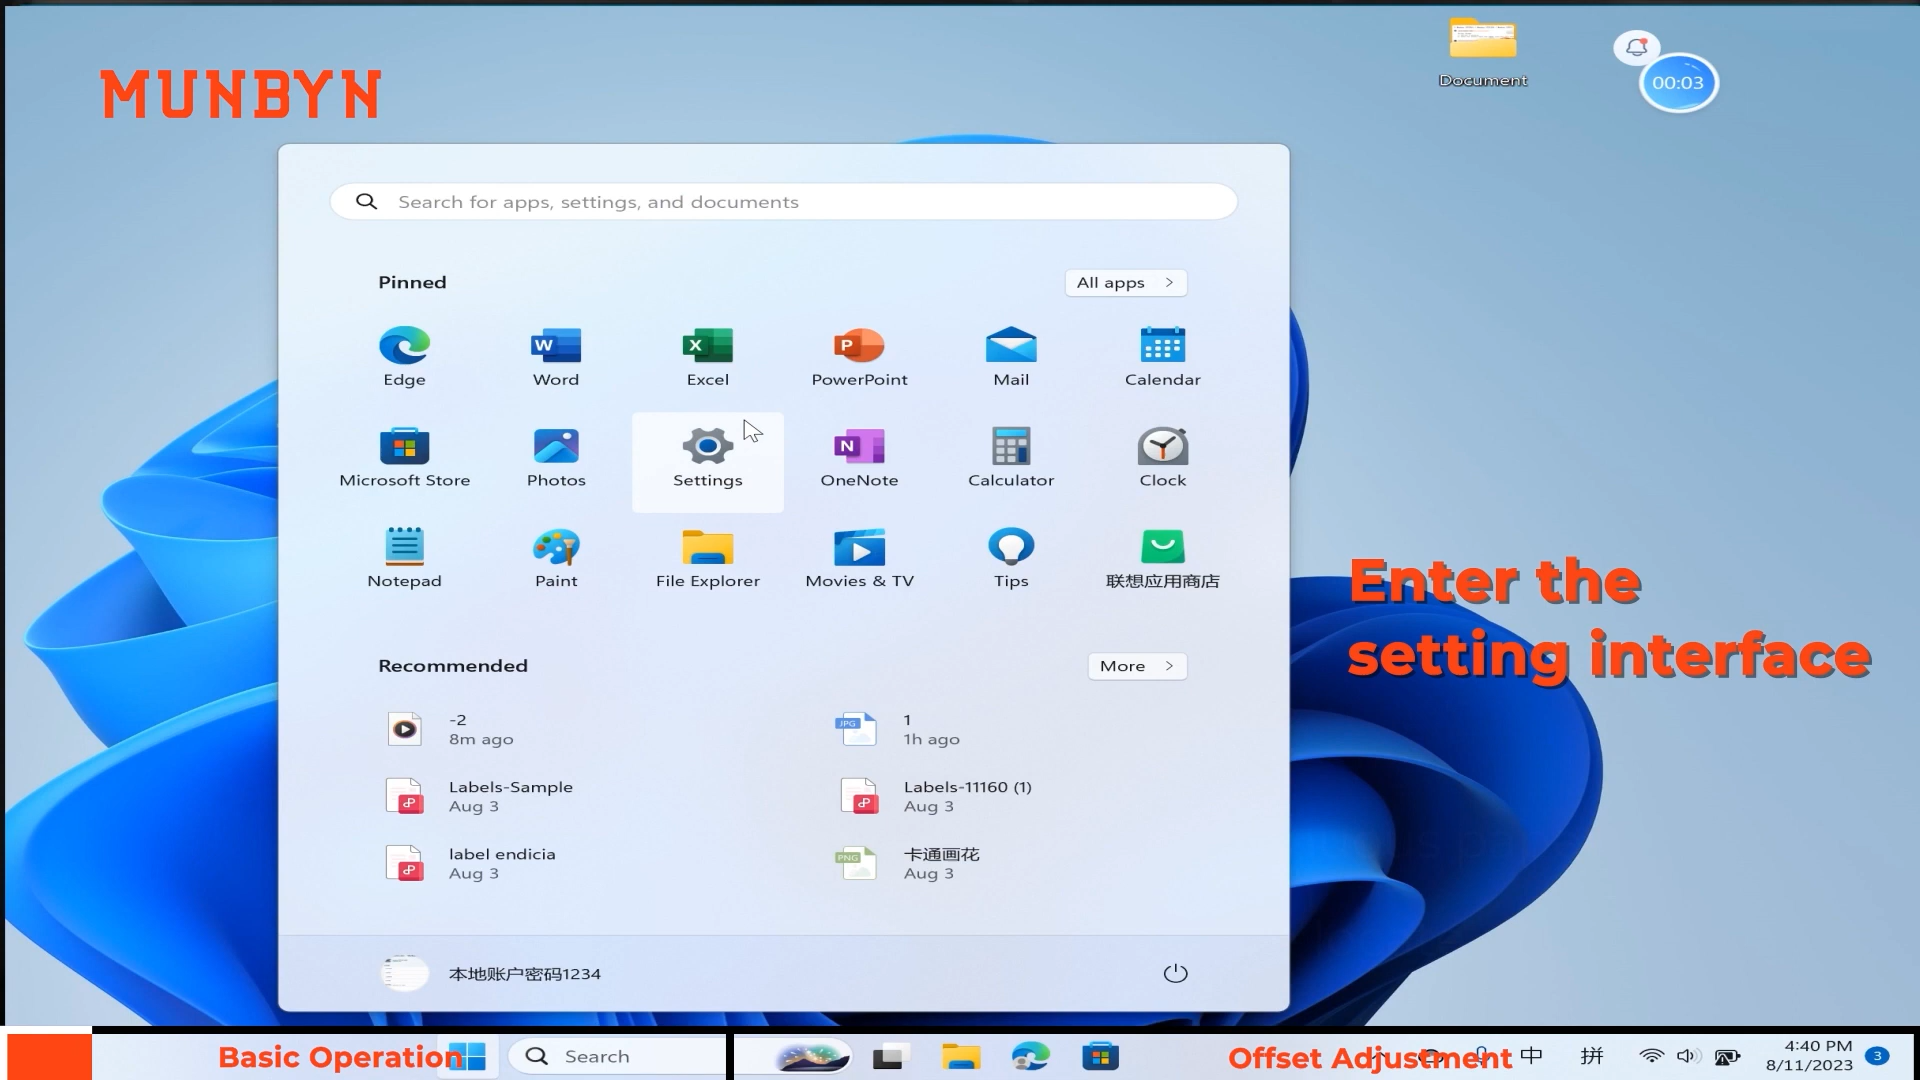 MUNBYN
Document
00:03
Search for apps, settings, and documents
Pinned
All apps >
Edge
Word
Excel
PowerPoint
Mail
Calendar
Microsoft Store
Photos
Settings
OneNote
Calculator
Clock
Notepad
Paint
File Explorer
Movies & TV
Tips
联想应用商店
Enter the
setting interface
Recommended
More >
-2
8m ago
JPG
1
1h ago
Labels-Sample
Aug 3
Labels-11160 (1)
Aug 3
label endicia
Aug 3
PNG
卡通画花
Aug 3
本地账户密码1234
Basic Operation
Search
Offset Adjustment
中
拼
4:40 PM
8/11/2023
3